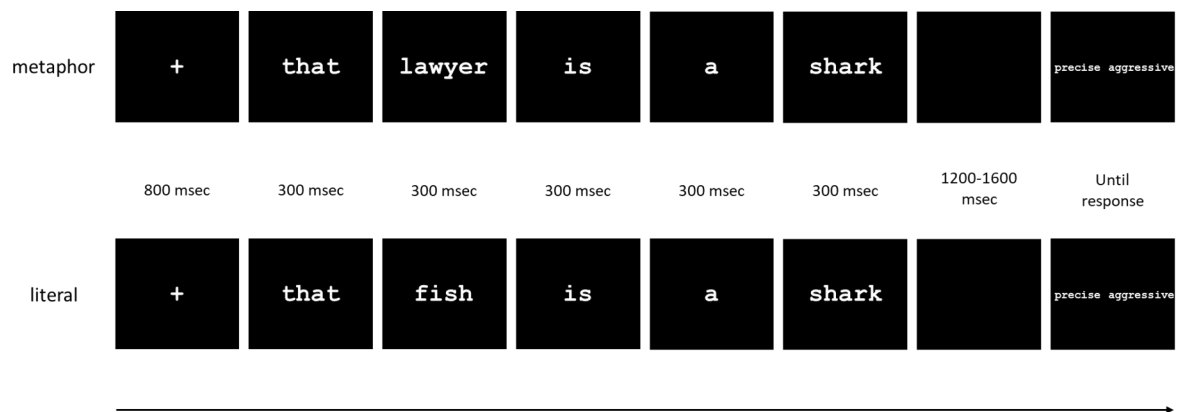 metaphor + that lawyer is a shark precise aggressive
800 msec 300 msec 300 msec 300 msec 300 msec 300 msec 1200-1600 Until
msec response
literal + that fish is a shark precise aggressive